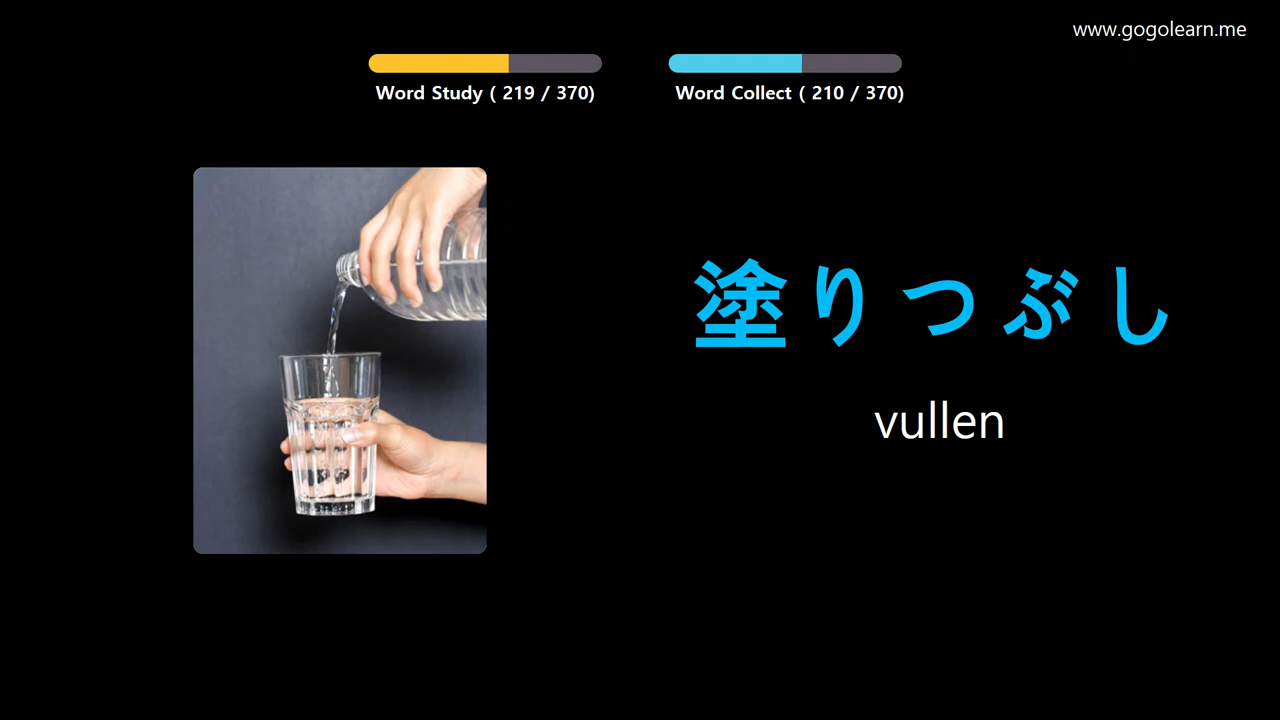 www.gogolearn.me
Word Study ( 219 / 370)
Word Collect ( 210 / 370)
塗りつぶし
vullen